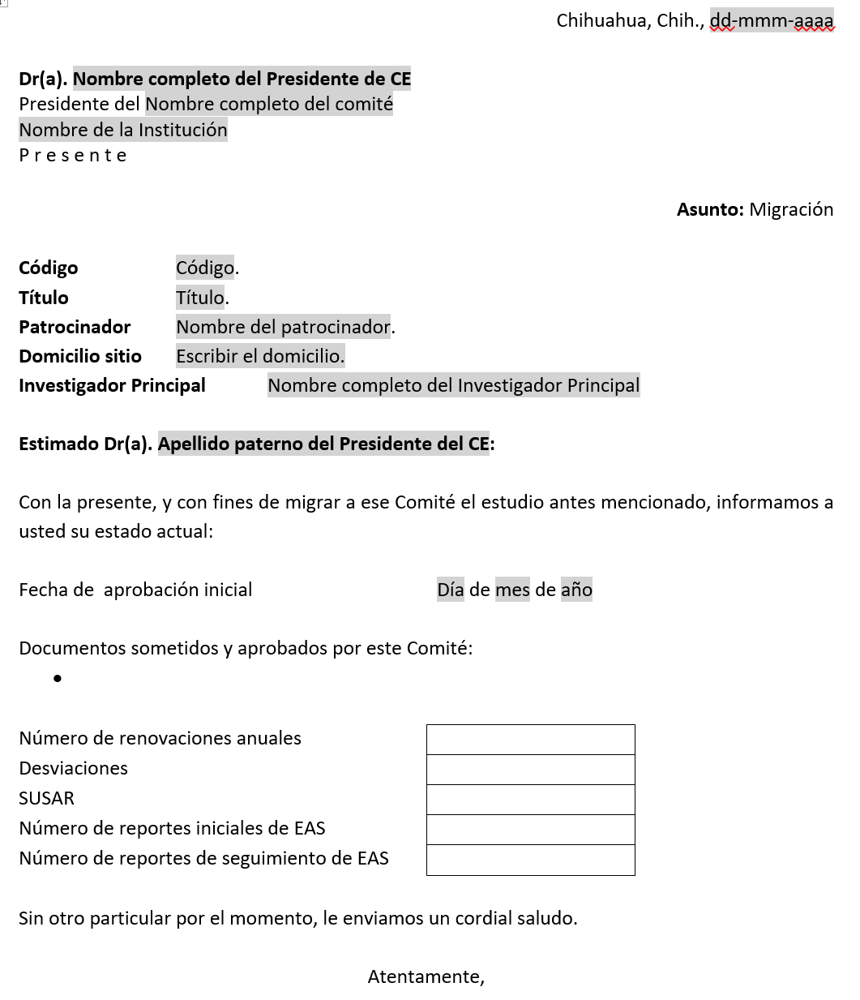 Chihuahua, Chih., dd-mmm-aaaa
Dr(a). Nombre completo del Presidente de CE
Presidente del Nombre completo del comité
Nombre de la Institución
P r e s e n t e
Asunto: Migración
Código Código.
Título Título.
Patrocinador Nombre del patrocinador.
Domicilio sitio Escribir el domicilio.
Investigador Principal Nombre completo del Investigador Principal
Estimado Dr(a). Apellido paterno del Presidente del CE:
Con la presente, y con fines de migrar a ese Comité el estudio antes mencionado, informamos a
usted su estado actual:
Fecha de  aprobación inicial Día de mes de año
Documentos sometidos y aprobados por este Comité:
•
Número de renovaciones anuales
Desviaciones
SUSAR
Número de reportes iniciales de EAS
Número de reportes de seguimiento de EAS
Sin otro particular por el momento, le enviamos un cordial saludo.
Atentamente,